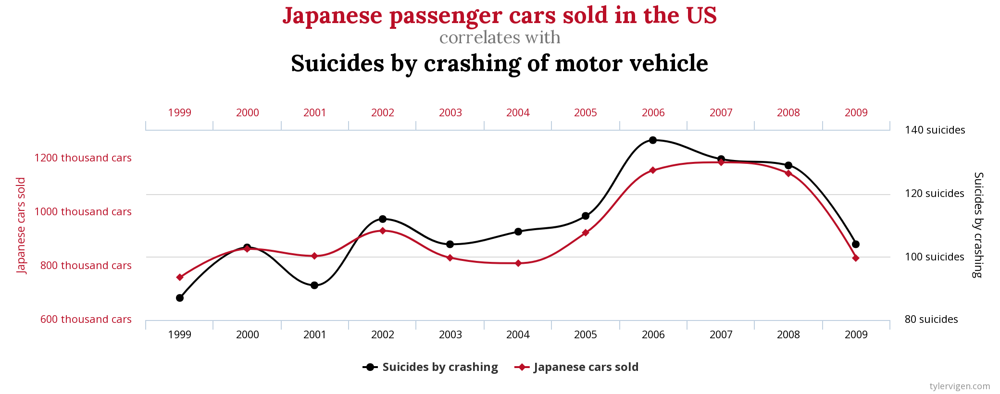 Japanese passenger cars sold in the US
correlates with
Suicides by crashing of motor vehicle
1999 2000 2001 2002 2003 2004 2005 2006 2007 2008 2009
Japanese cars sold
1200 thousand cars
1000 thousand cars
800 thousand cars
600 thousand cars
140 suicides
120 suicides
100 suicides
80 suicides
Suicides by crashing
1999 2000 2001 2002 2003 2004 2005 2006 2007 2008 2009
Suicides by crashing Japanese cars sold
tylervigen.com